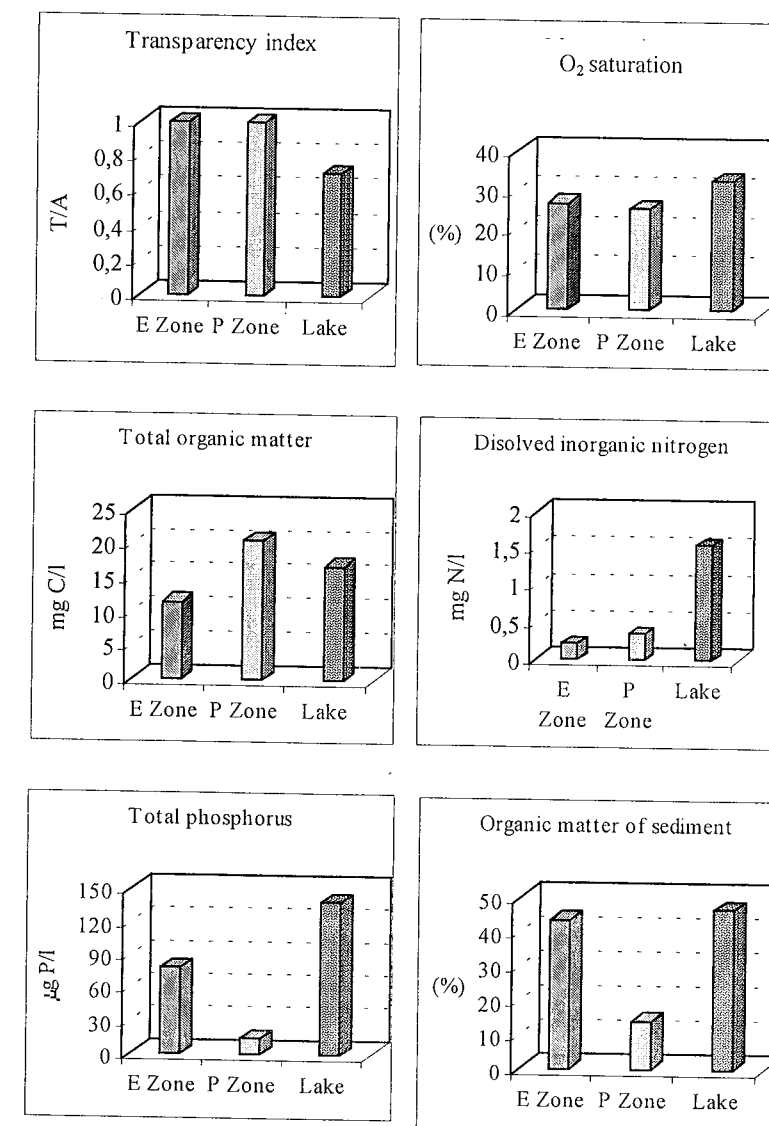 Transparency index
1
0,8
0,6
0,4
0,2
0
T/A
E Zone P Zone Lake
O₂ saturation
40
30
20
10
0
(%)
E Zone P Zone Lake
Total organic matter
25
20
15
10
5
0
mg C/l
E Zone P Zone Lake
Disolved inorganic nitrogen
2
1,5
1
0,5
0
mg N/l
E P Lake
Zone Zone
Total phosphorus
150
120
90
60
30
0
µg P/l
E Zone P Zone Lake
Organic matter of sediment
50
40
30
20
10
0
(%)
E Zone P Zone Lake